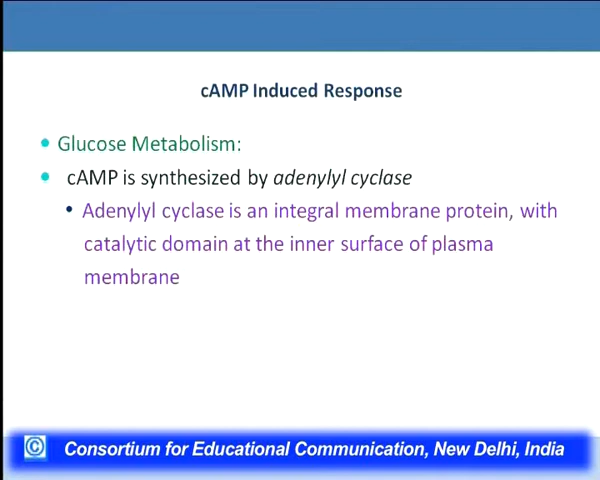 cAMP Induced Response
• Glucose Metabolism:
• cAMP is synthesized by adenylyl cyclase
• Adenylyl cyclase is an integral membrane protein, with
catalytic domain at the inner surface of plasma
membrane
© Consortium for Educational Communication, New Delhi, India